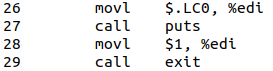 26 movl $.LC0, %edi
27 call puts
28 movl $1, %edi
29 call exit